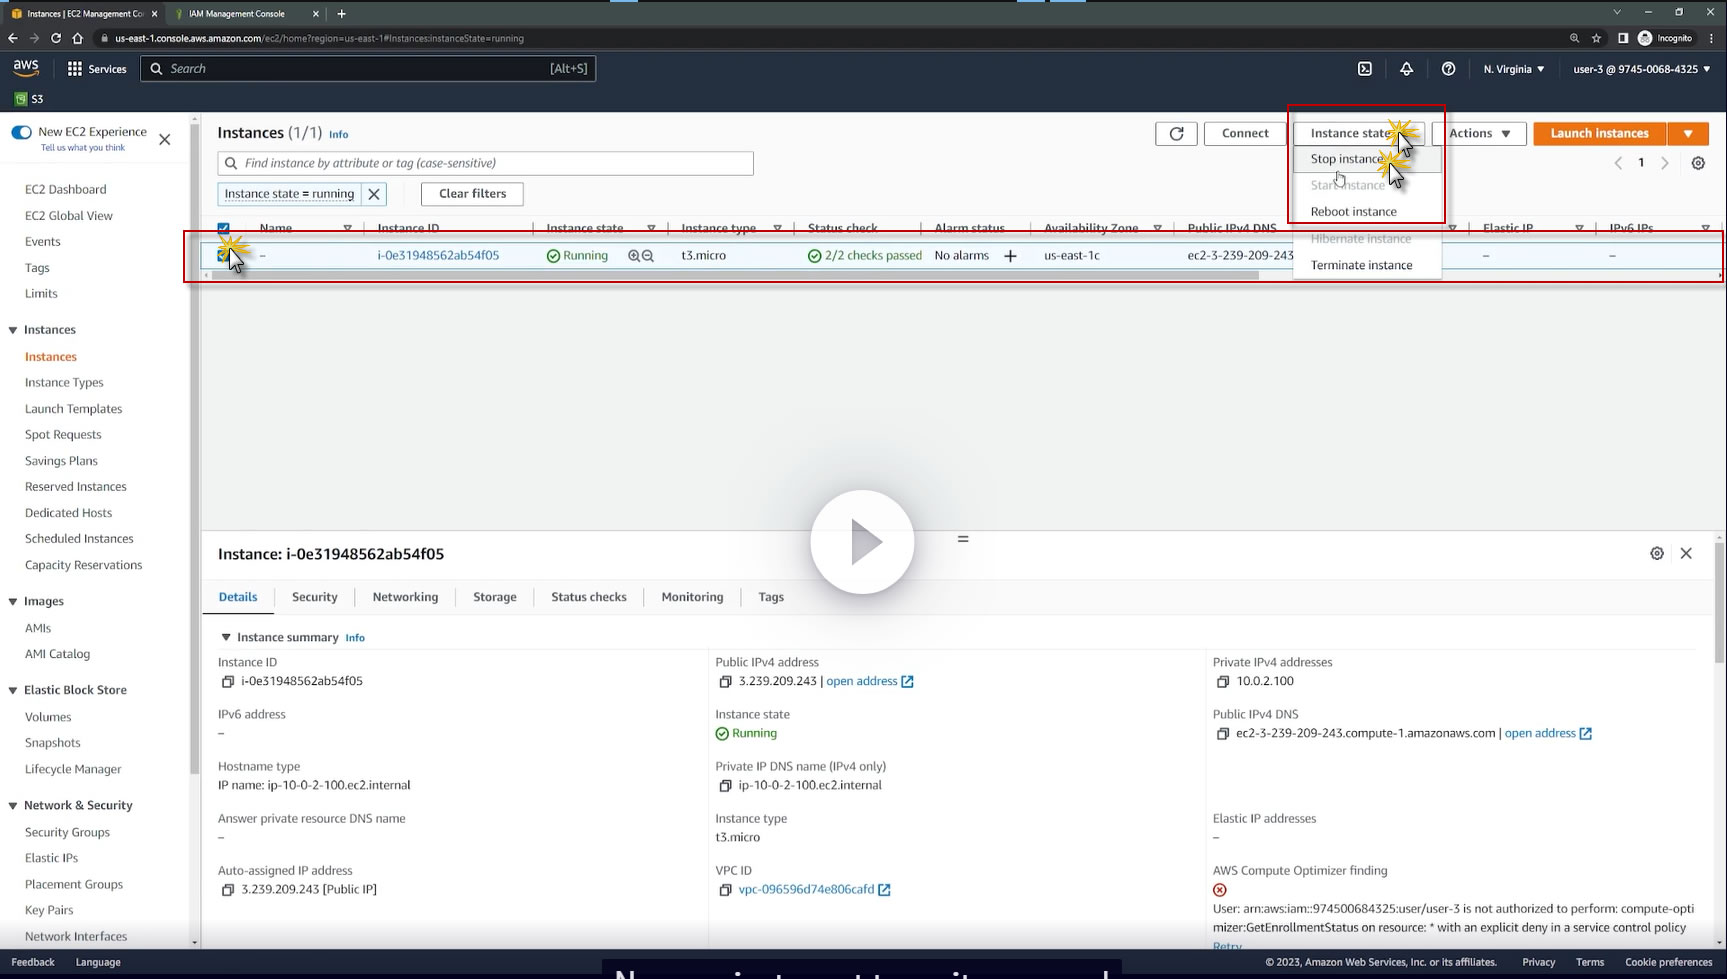 Instances | EC2 Management Co
IAM Management Console
us-east-1.console.aws.amazon.com/ec2/home?region=us-east-1#Instances:instanceState=running
Incognito
aws
Services
Search
[Alt+S]
N. Virginia
user-3 @ 9745-0068-4325
S3
New EC2 Experience
Tell us what you think
EC2 Dashboard
EC2 Global View
Events
Tags
Limits
Instances
Instances
Instance Types
Launch Templates
Spot Requests
Savings Plans
Reserved Instances
Dedicated Hosts
Scheduled Instances
Capacity Reservations
Images
AMIs
AMI Catalog
Elastic Block Store
Volumes
Snapshots
Lifecycle Manager
Network & Security
Security Groups
Elastic IPs
Placement Groups
Key Pairs
Network Interfaces
Instances (1/1) Info
Connect
Instance state
Actions
Launch instances
Find instance by attribute or tag (case-sensitive)
1
Instance state = running
Clear filters
Stop instance
Start instance
Reboot instance
Hibernate instance
Terminate instance
Name Instance ID Instance state Instance type Status check Alarm status Availability Zone Public IPv4 DNS Elastic IP IPv6 IPs
– i-0e31948562ab54f05 Running t3.micro 2/2 checks passed No alarms + us-east-1c ec2-3-239-209-243 – –
Instance: i-0e31948562ab54f05
Details Security Networking Storage Status checks Monitoring Tags
Instance summary Info
Instance ID
i-0e31948562ab54f05
Public IPv4 address
3.239.209.243 | open address
Private IPv4 addresses
10.0.2.100
IPv6 address
–
Instance state
Running
Public IPv4 DNS
ec2-3-239-209-243.compute-1.amazonaws.com | open address
Hostname type
IP name: ip-10-0-2-100.ec2.internal
Private IP DNS name (IPv4 only)
ip-10-0-2-100.ec2.internal
Answer private resource DNS name
–
Instance type
t3.micro
Elastic IP addresses
–
Auto-assigned IP address
3.239.209.243 [Public IP]
VPC ID
vpc-096596d74e806cafd
AWS Compute Optimizer finding
User: arn:aws:iam::974500684325:user/user-3 is not authorized to perform: compute-opti
mizer:GetEnrollmentStatus on resource: * with an explicit deny in a service control policy
Retry
Feedback
Language
© 2023, Amazon Web Services, Inc. or its affiliates.
Privacy
Terms
Cookie preferences